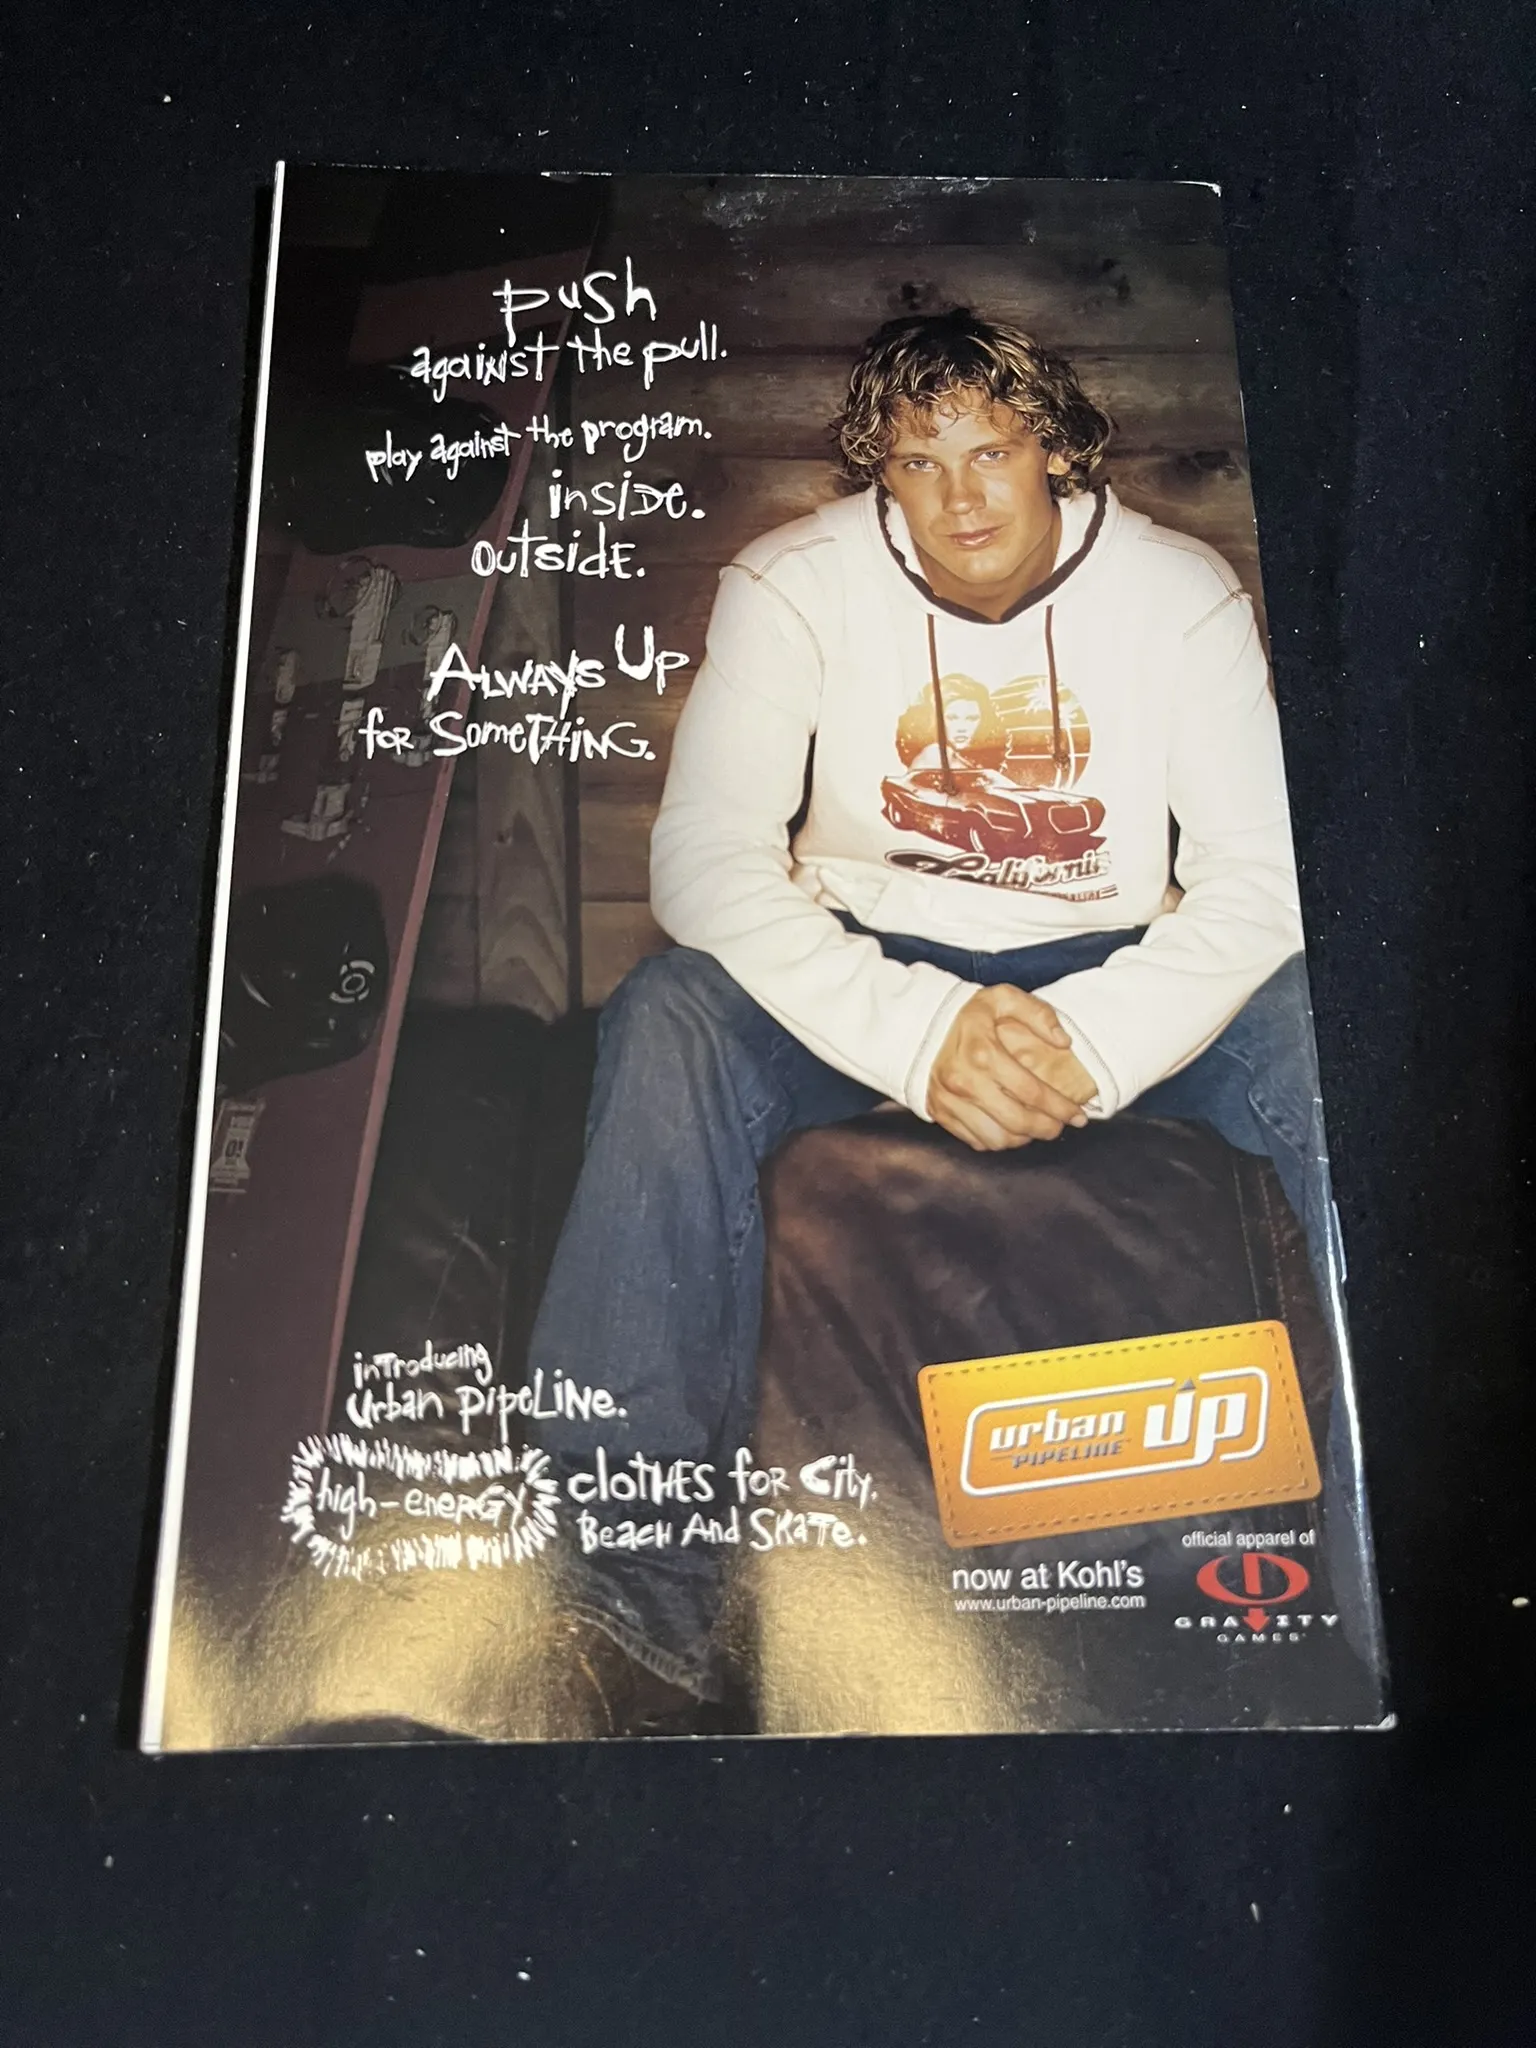 push
against the pull.
play against the program.
inside.
outside.
Always Up
for Something.
introducing
Urban pipeLine.
high-energy
clothes for City,
Beach And Skate.
urban
PIPELINE
up
California
now at Kohl's
www.urban-pipeline.com
official apparel of
GRAVITY
GAMES